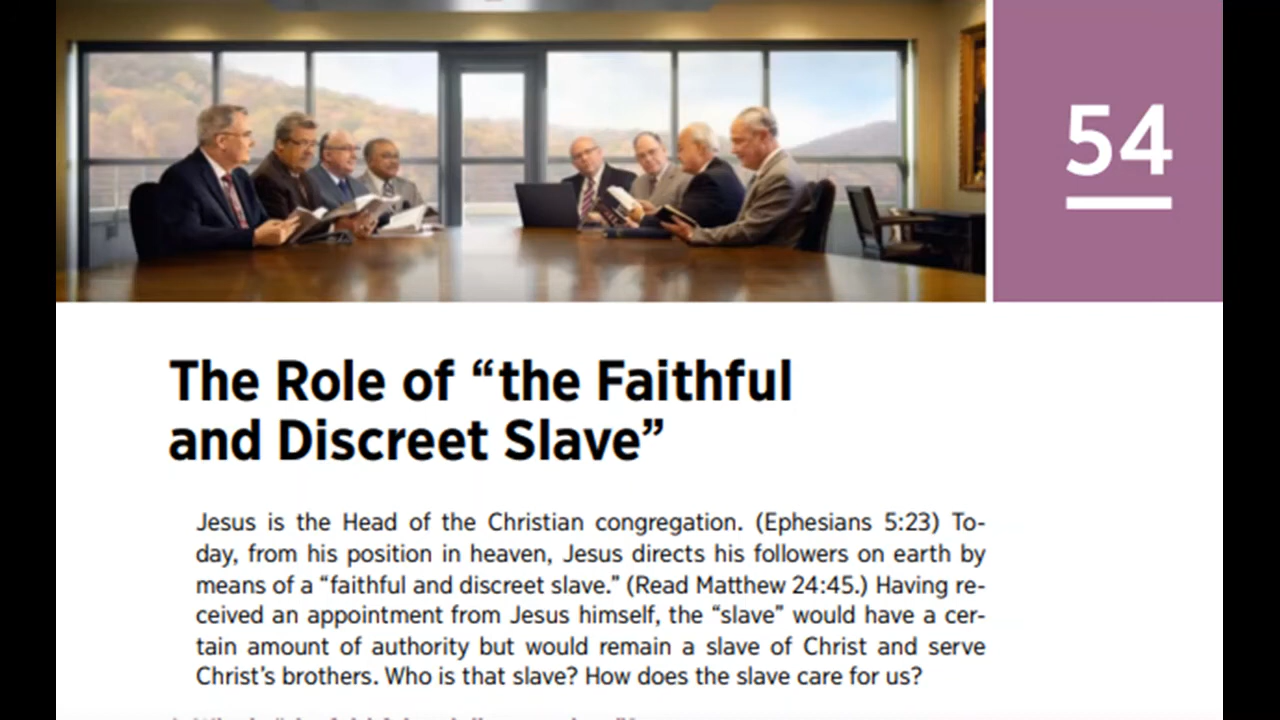 54
The Role of “the Faithful
and Discreet Slave”
Jesus is the Head of the Christian congregation. (Ephesians 5:23) To-
day, from his position in heaven, Jesus directs his followers on earth by
means of a “faithful and discreet slave.” (Read Matthew 24:45.) Having re-
ceived an appointment from Jesus himself, the “slave” would have a cer-
tain amount of authority but would remain a slave of Christ and serve
Christ’s brothers. Who is that slave? How does the slave care for us?